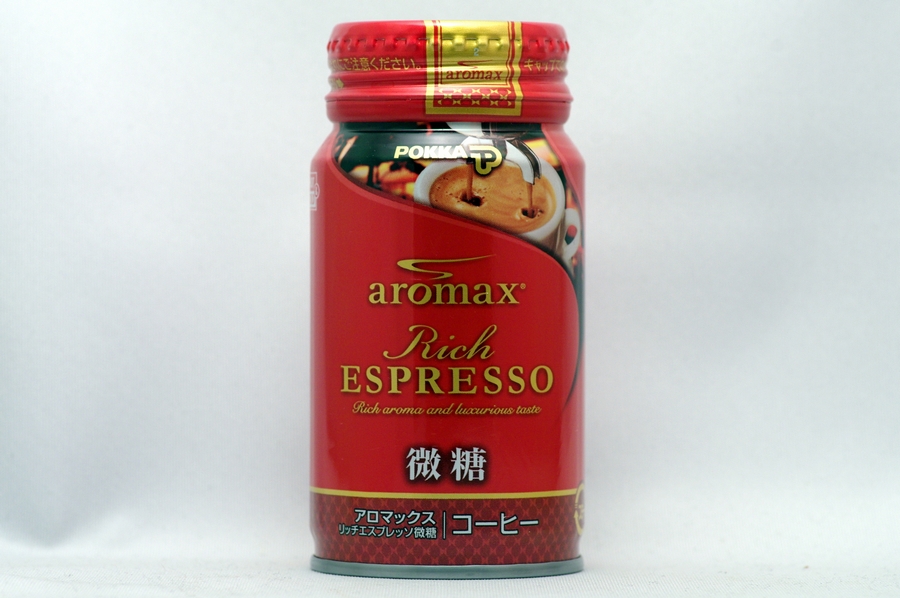 ご注意ください。
aromax
キャップ
POKKA
aromax®
Rich
ESPRESSO
Rich aroma and luxurious taste
微糖
アロマックス
リッチエスプレッソ微糖
コーヒー